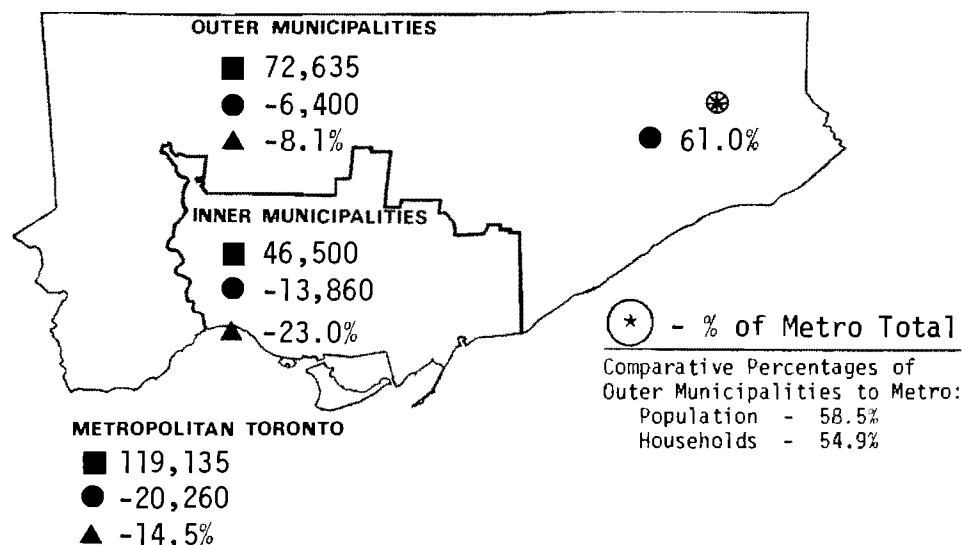 OUTER MUNICIPALITIES
■ 72,635
● -6,400
▲ -8.1%
● 61.0%
INNER MUNICIPALITIES
■ 46,500
● -13,860
▲ -23.0%
* - % of Metro Total
Comparative Percentages of
Outer Municipalities to Metro:
Population - 58.5%
Households - 54.9%
METROPOLITAN TORONTO
■ 119,135
● -20,260
▲ -14.5%